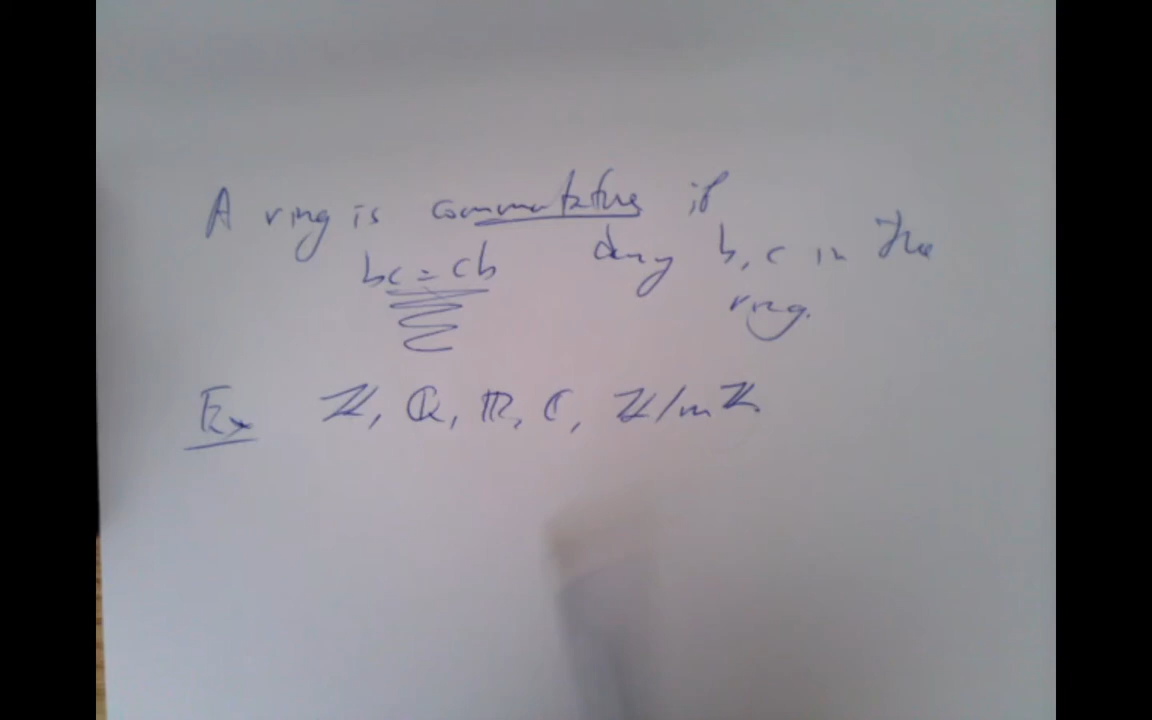 A ring is commutative if
bc = cb ∀ any b, c in the
ring.
Ex ℤ, ℚ, ℝ, ℂ, ℤ/mℤ